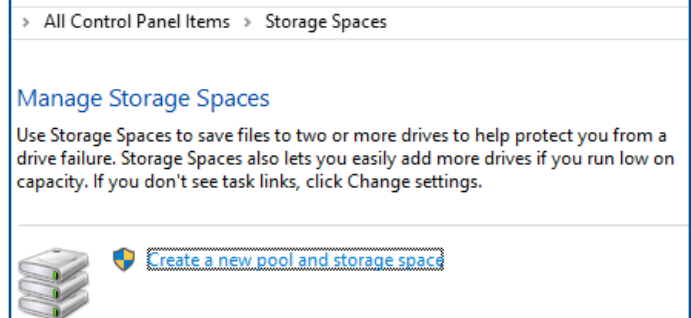 > All Control Panel Items > Storage Spaces
Manage Storage Spaces
Use Storage Spaces to save files to two or more drives to help protect you from a
drive failure. Storage Spaces also lets you easily add more drives if you run low on
capacity. If you don't see task links, click Change settings.
Create a new pool and storage space